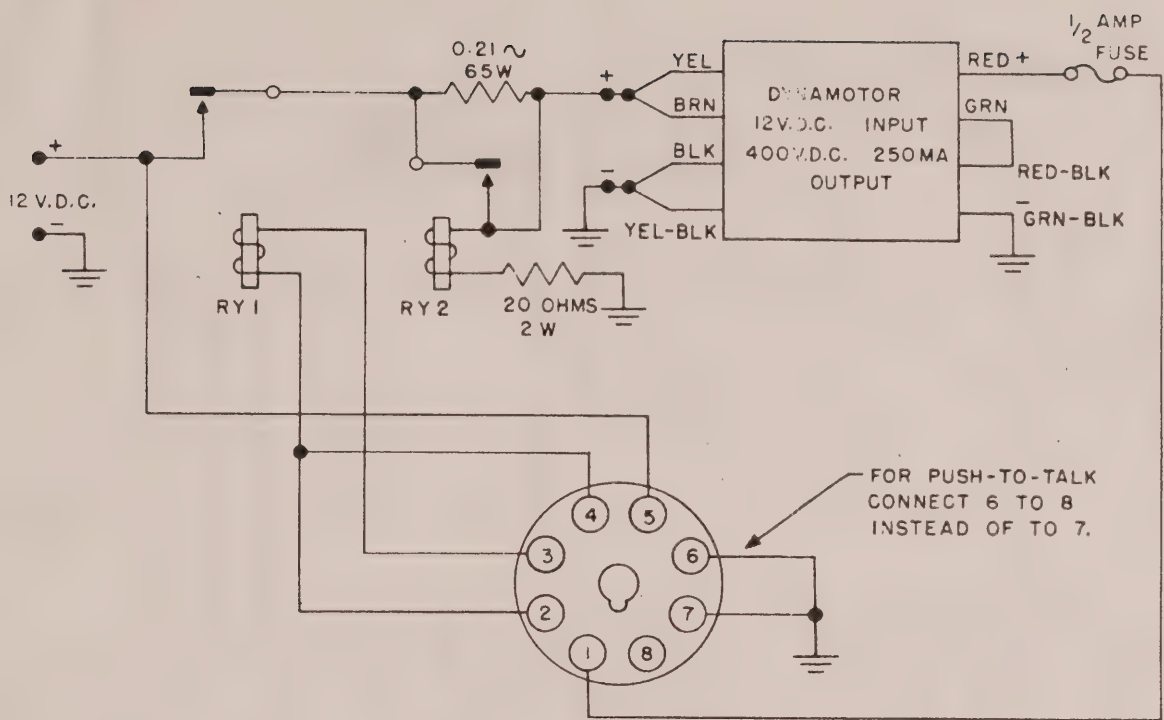 1/2 AMP
FUSE
0.21 ~
65W
+
YEL
BRN
BLK
-
YEL-BLK
DYNAMOTOR
12V.D.C. INPUT
400V.D.C. 250MA
OUTPUT
RED +
GRN
RED-BLK
-
GRN-BLK
+
12 V.D.C.
-
RY 1
RY 2
20 OHMS
2 W
FOR PUSH-TO-TALK
CONNECT 6 TO 8
INSTEAD OF TO 7.
4
5
3
6
2
7
1
8